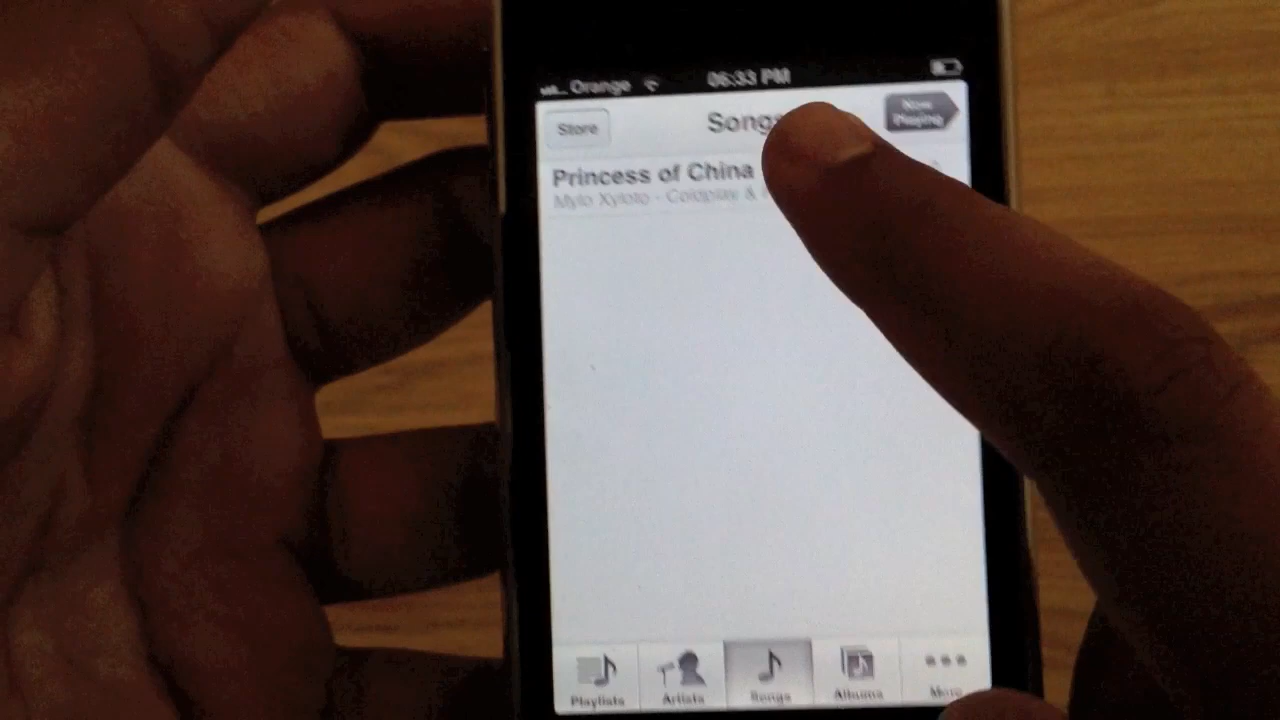 Orange 06:33 PM
Store Songs Now Playing
Princess of China
Mylo Xyloto - Coldplay &
Playlists Artists Songs Albums More